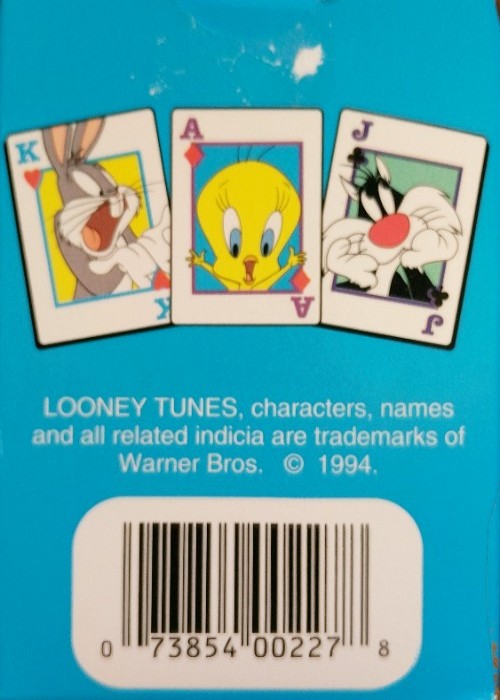 K
A
J
K
A
J
LOONEY TUNES, characters, names
and all related indicia are trademarks of
Warner Bros. © 1994.
0 73854 00227 8